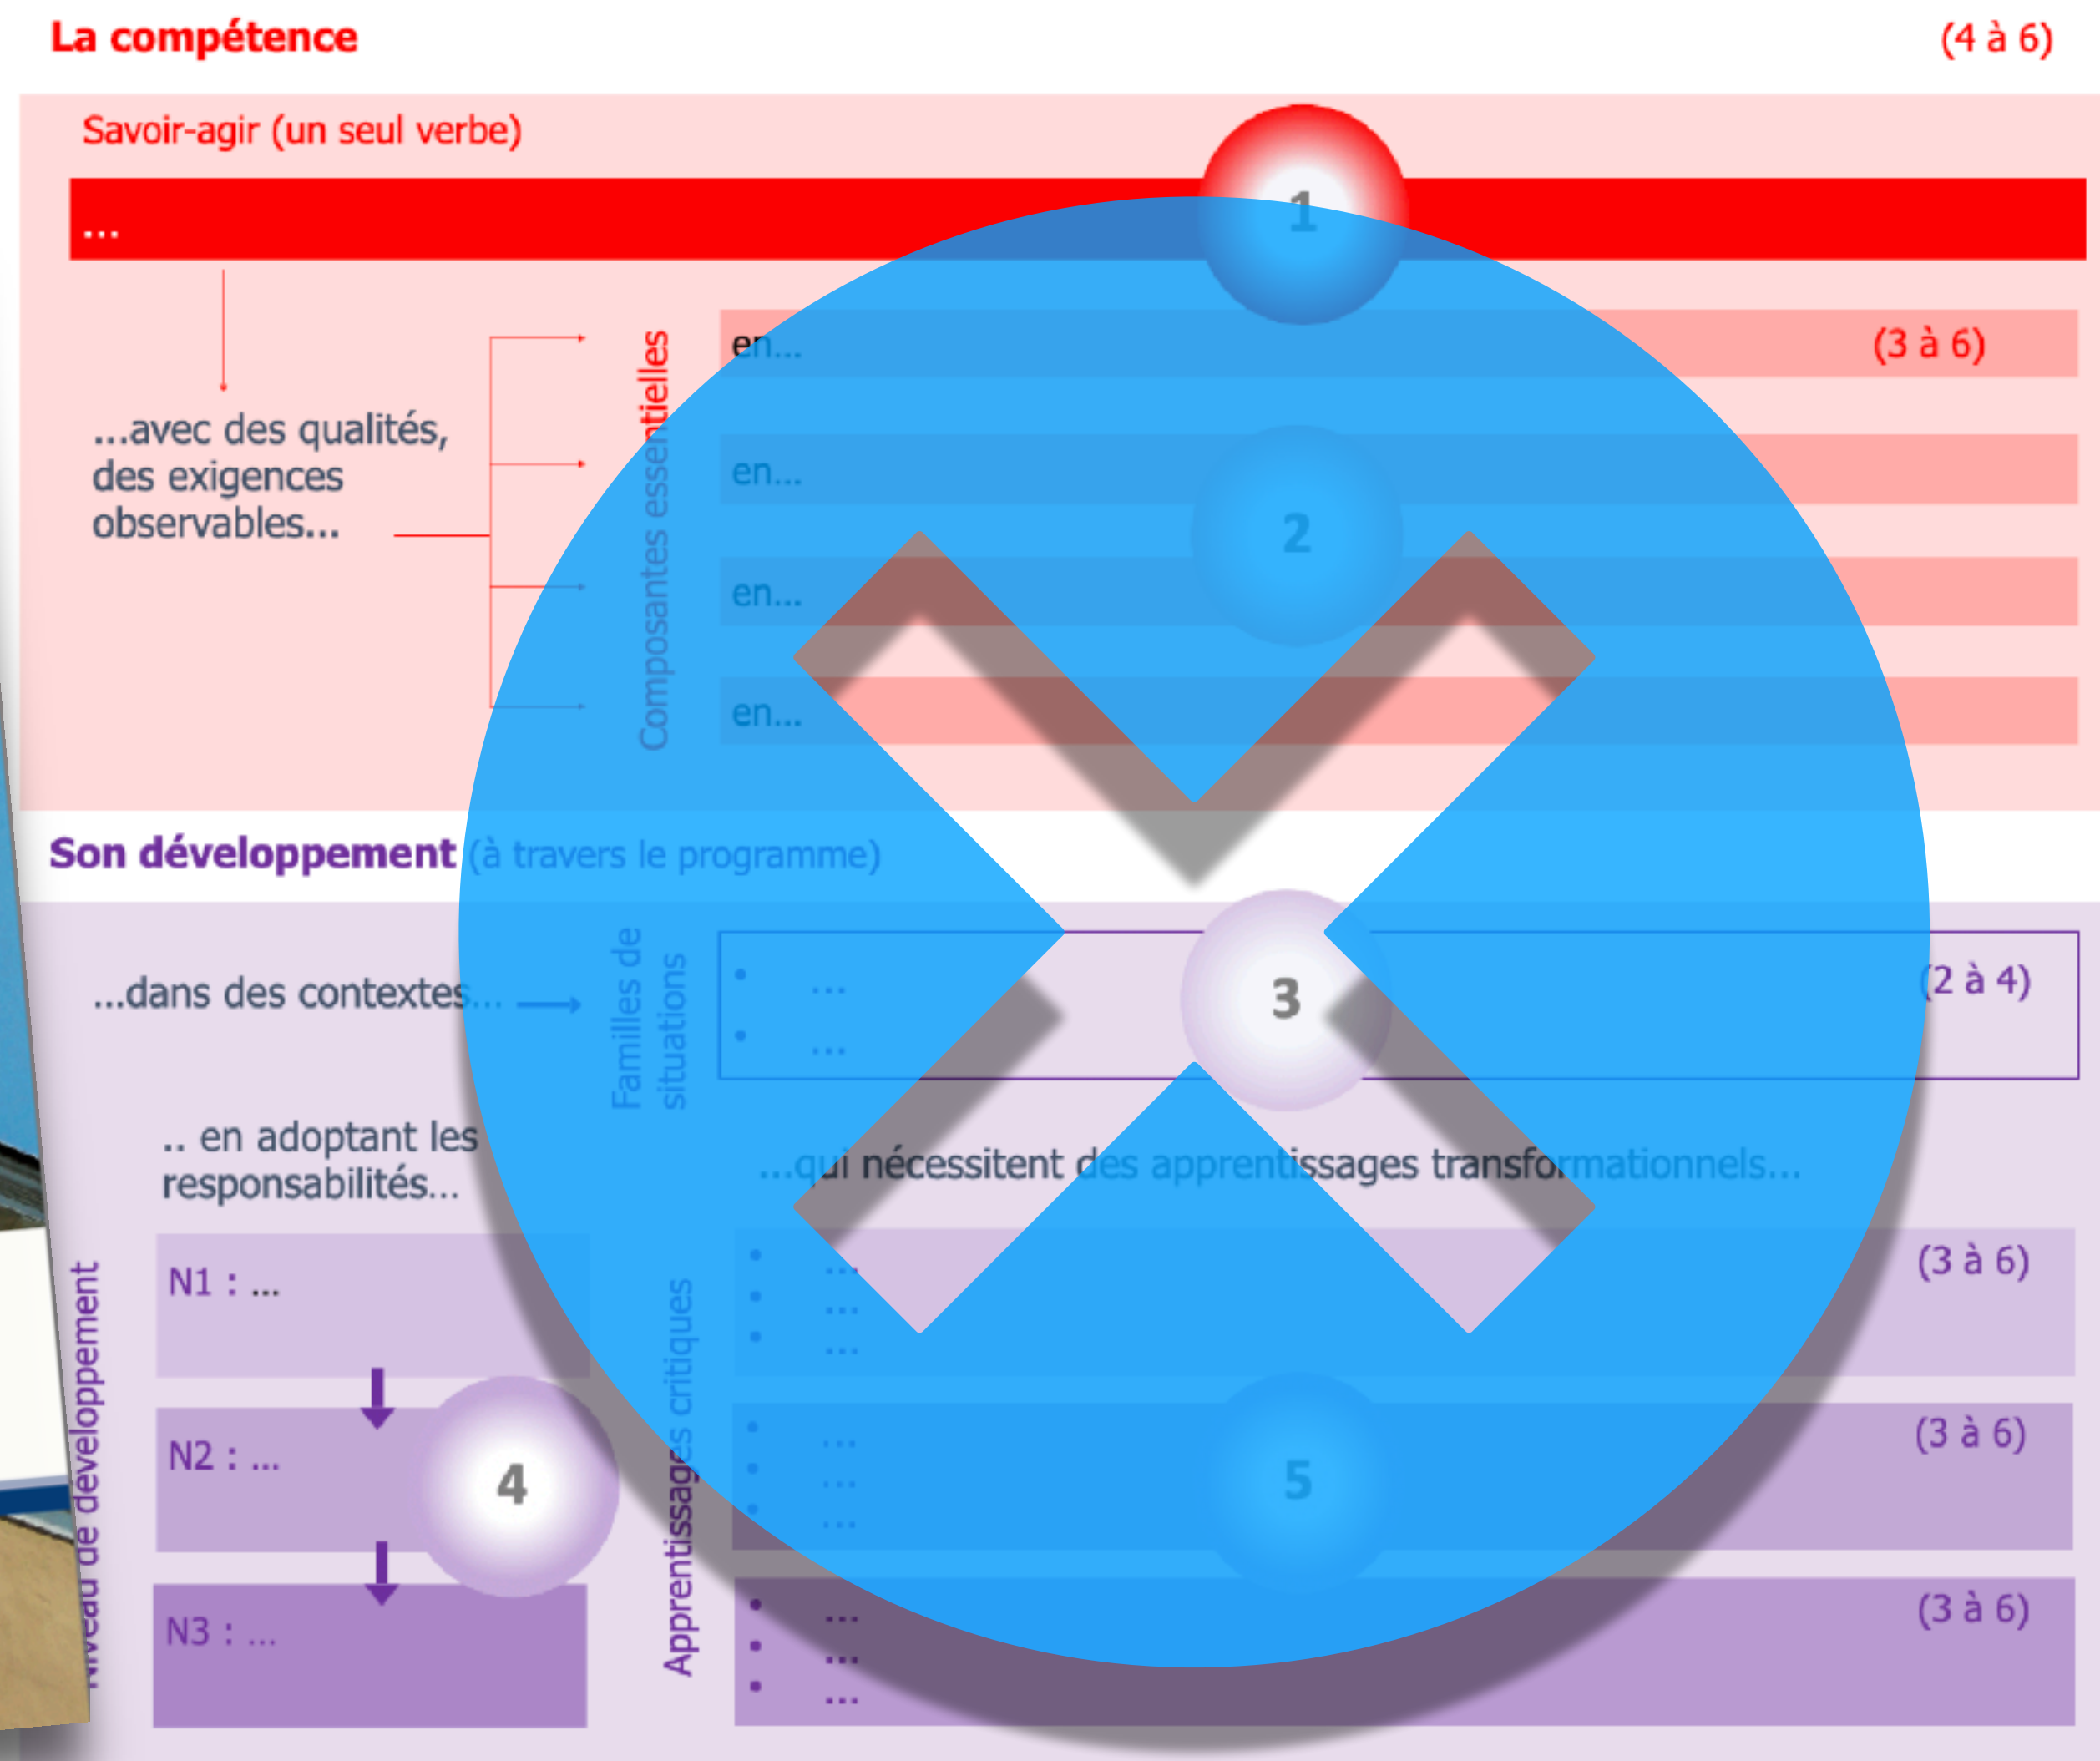 La compétence
(4 à 6)
Savoir-agir (un seul verbe)
1
...
...avec des qualités,
des exigences
observables...
Composantes essentielles
en...
(3 à 6)
en...
2
en...
en...
Son développement (à travers le programme)
...dans des contextes...
Familles de
situations
• ...
• ...
3
(2 à 4)
.. en adoptant les
responsabilités...
...qui nécessitent des apprentissages transformationnels...
Niveau de développement
N1 : ...
N2 : ...
N3 : ...
4
Apprentissages critiques
• ...
• ...
• ...
(3 à 6)
• ...
• ...
• ...
5
(3 à 6)
• ...
• ...
• ...
(3 à 6)